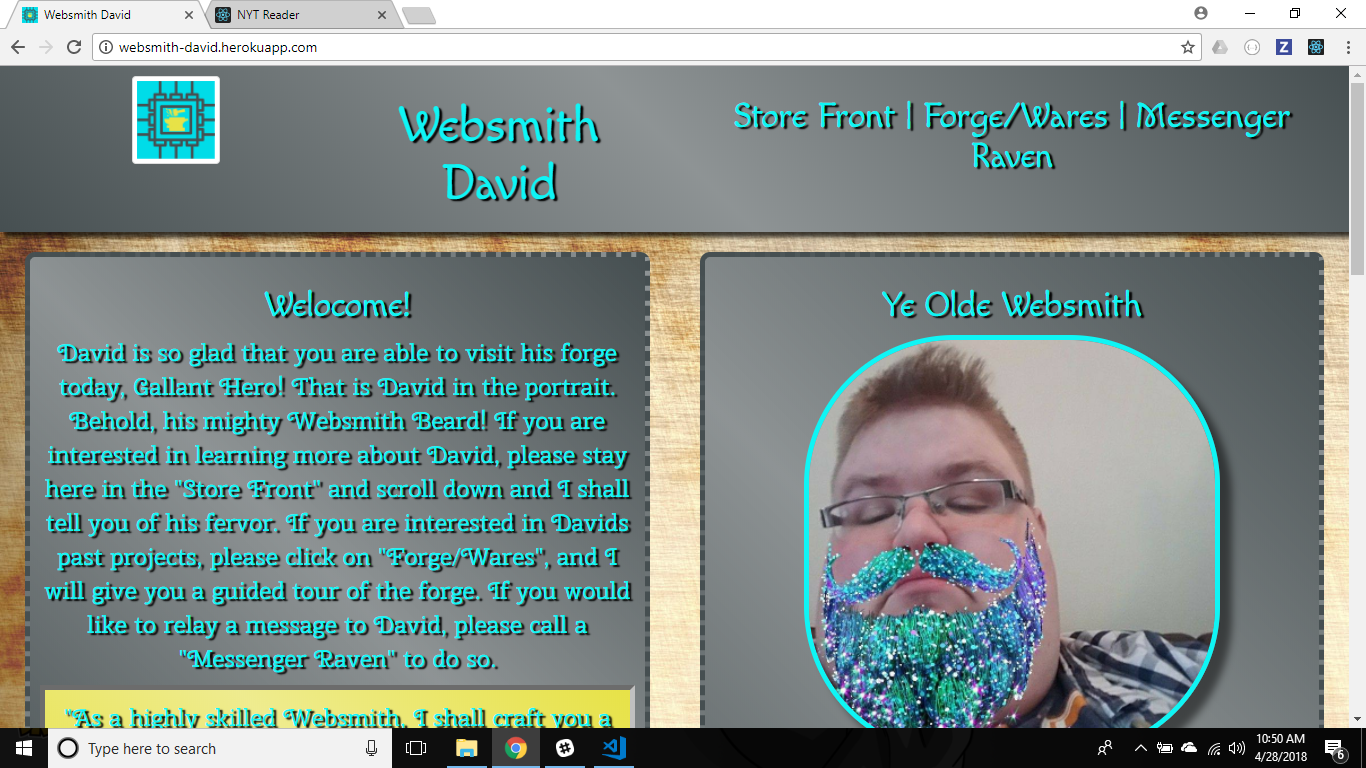 Websmith David
NYT Reader
websmith-david.herokuapp.com
Websmith
David
Store Front | Forge/Wares | Messenger
Raven
Welocome!
David is so glad that you are able to visit his forge
today, Gallant Hero! That is David in the portrait.
Behold, his mighty Websmith Beard! If you are
interested in learning more about David, please stay
here in the "Store Front" and scroll down and I shall
tell you of his fervor. If you are interested in Davids
past projects, please click on "Forge/Wares", and I
will give you a guided tour of the forge. If you would
like to relay a message to David, please call a
"Messenger Raven" to do so.
"As a highly skilled Websmith, I shall craft you a
Ye Olde Websmith
Type here to search
10:50 AM
4/28/2018
6